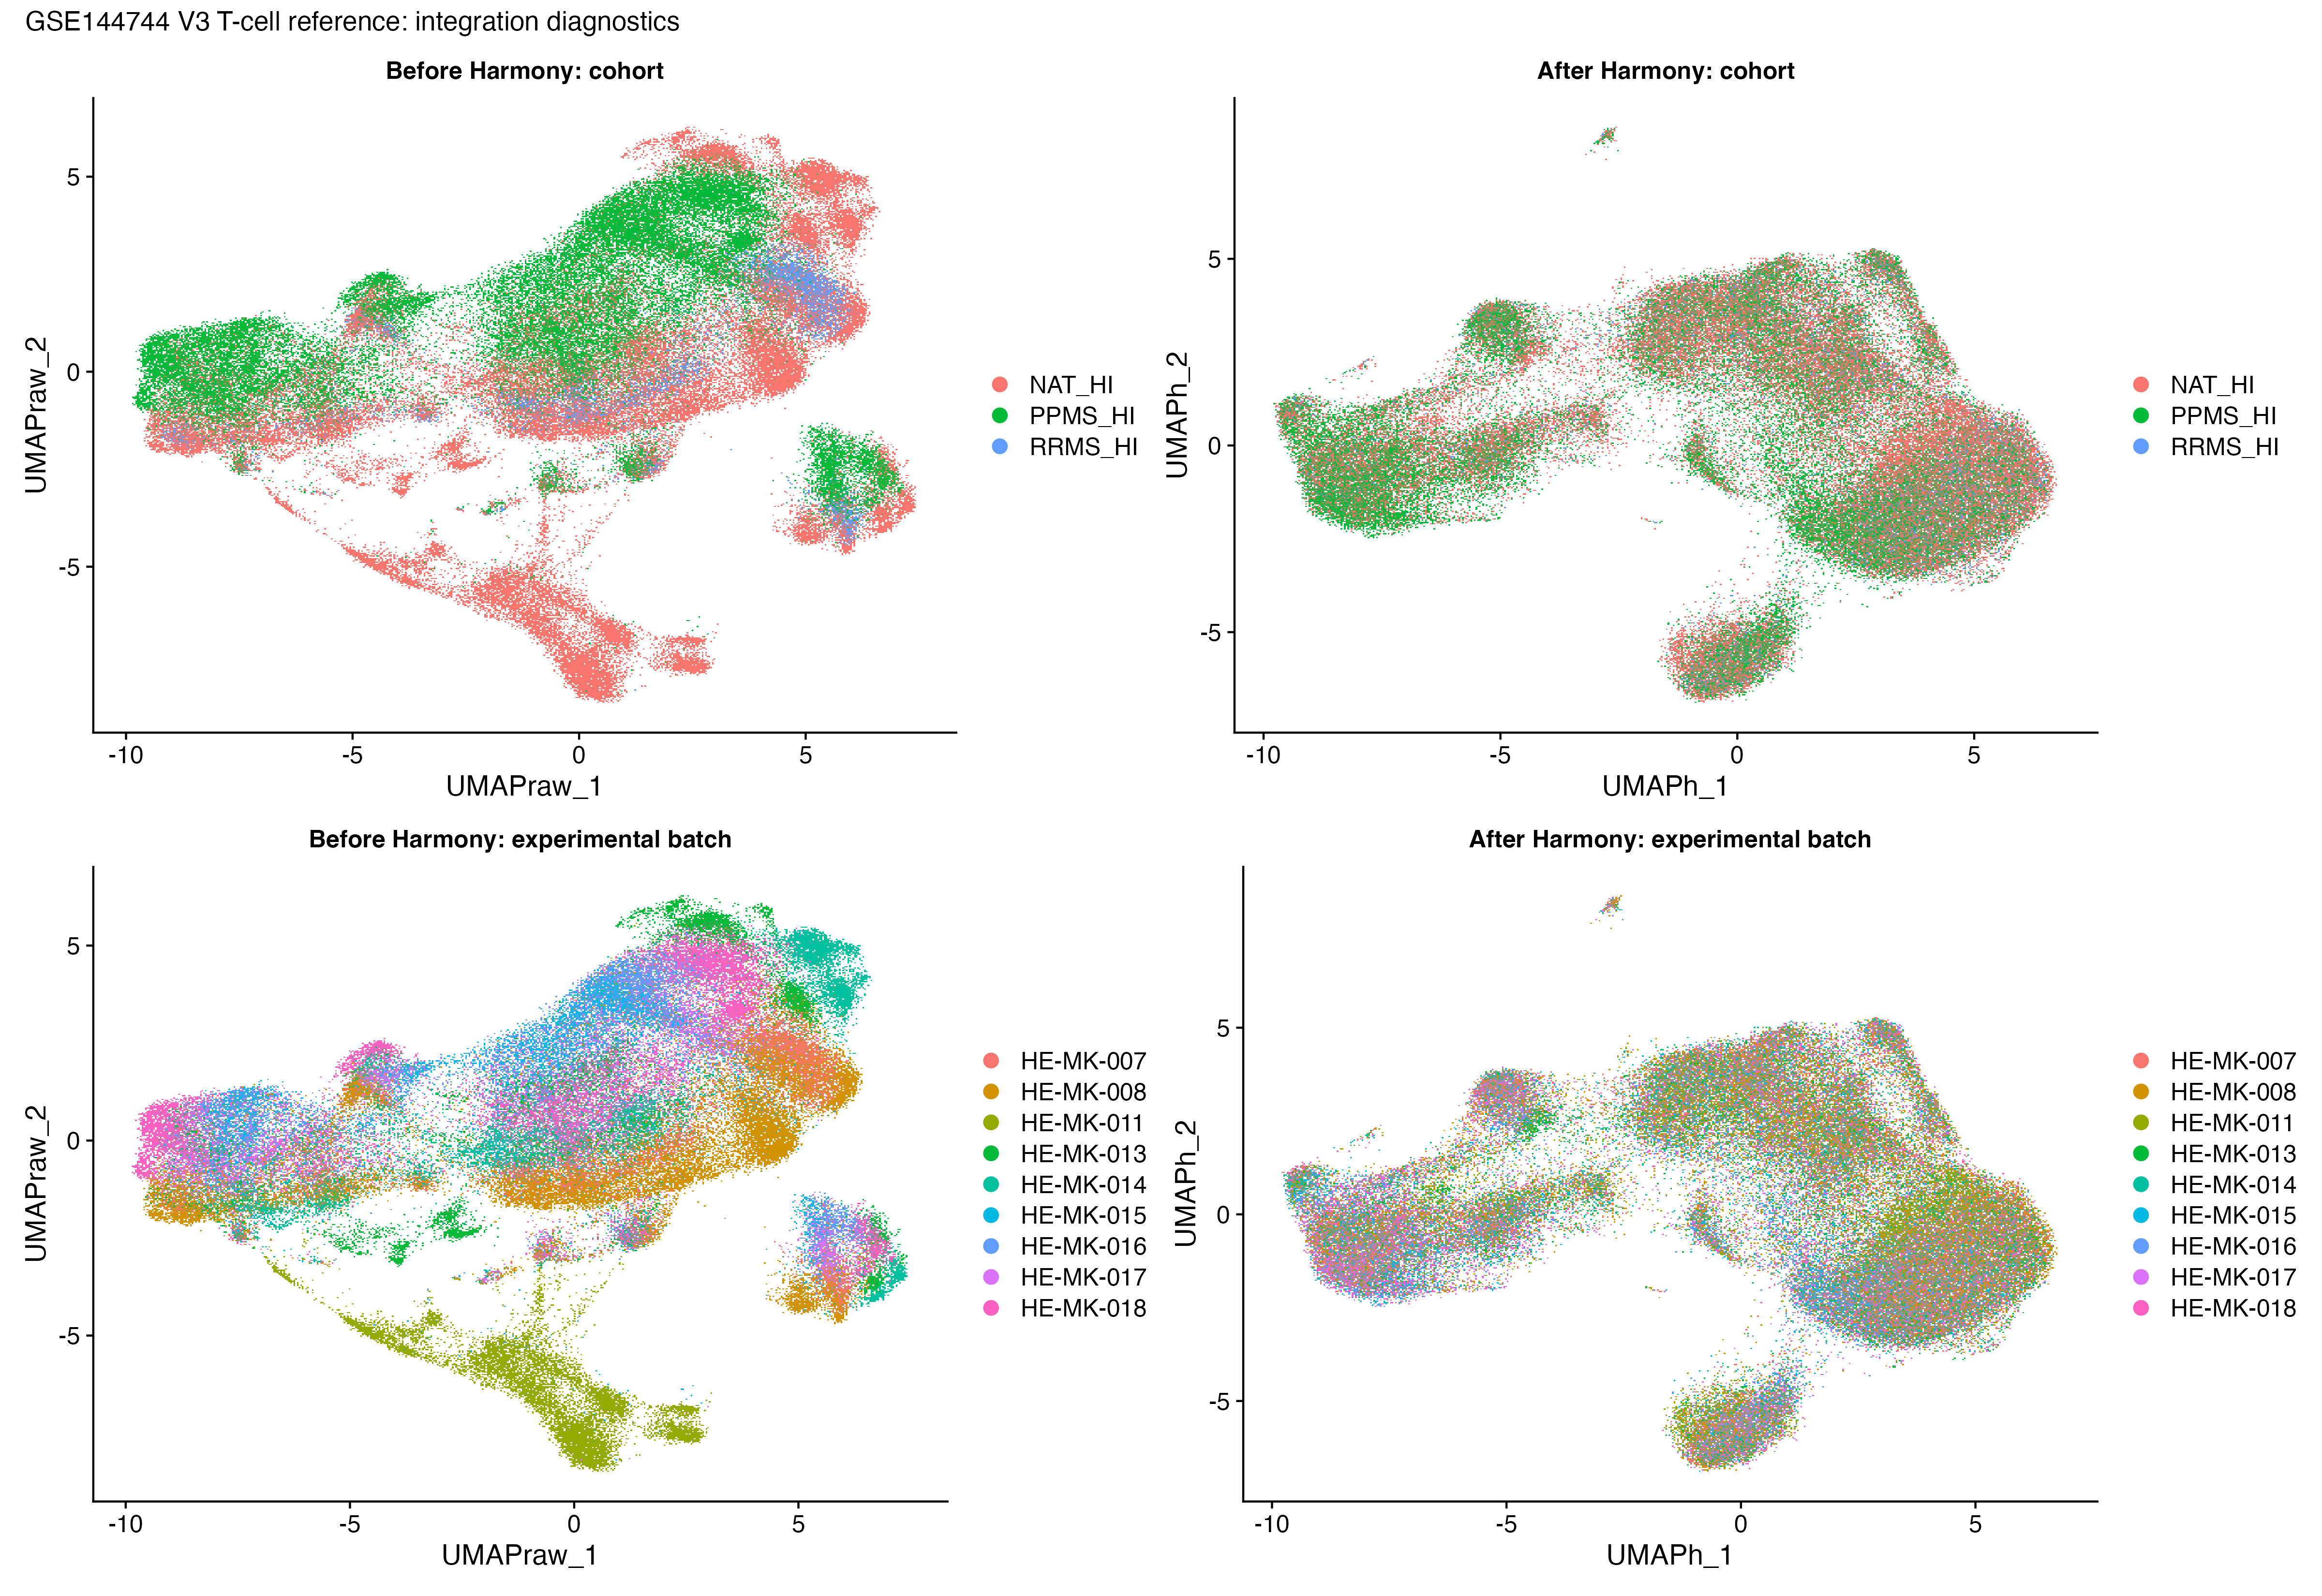 GSE144744 V3 T-cell reference: integration diagnostics
Before Harmony: cohort
UMAPraw_2
5
0
-5
-10
-5
0
5
UMAPraw_1
NAT_HI
PPMS_HI
RRMS_HI
After Harmony: cohort
UMAPh_2
5
0
-5
-10
-5
0
5
UMAPh_1
NAT_HI
PPMS_HI
RRMS_HI
Before Harmony: experimental batch
UMAPraw_2
5
0
-5
-10
-5
0
5
UMAPraw_1
HE-MK-007
HE-MK-008
HE-MK-011
HE-MK-013
HE-MK-014
HE-MK-015
HE-MK-016
HE-MK-017
HE-MK-018
After Harmony: experimental batch
UMAPh_2
5
0
-5
-10
-5
0
5
UMAPh_1
HE-MK-007
HE-MK-008
HE-MK-011
HE-MK-013
HE-MK-014
HE-MK-015
HE-MK-016
HE-MK-017
HE-MK-018